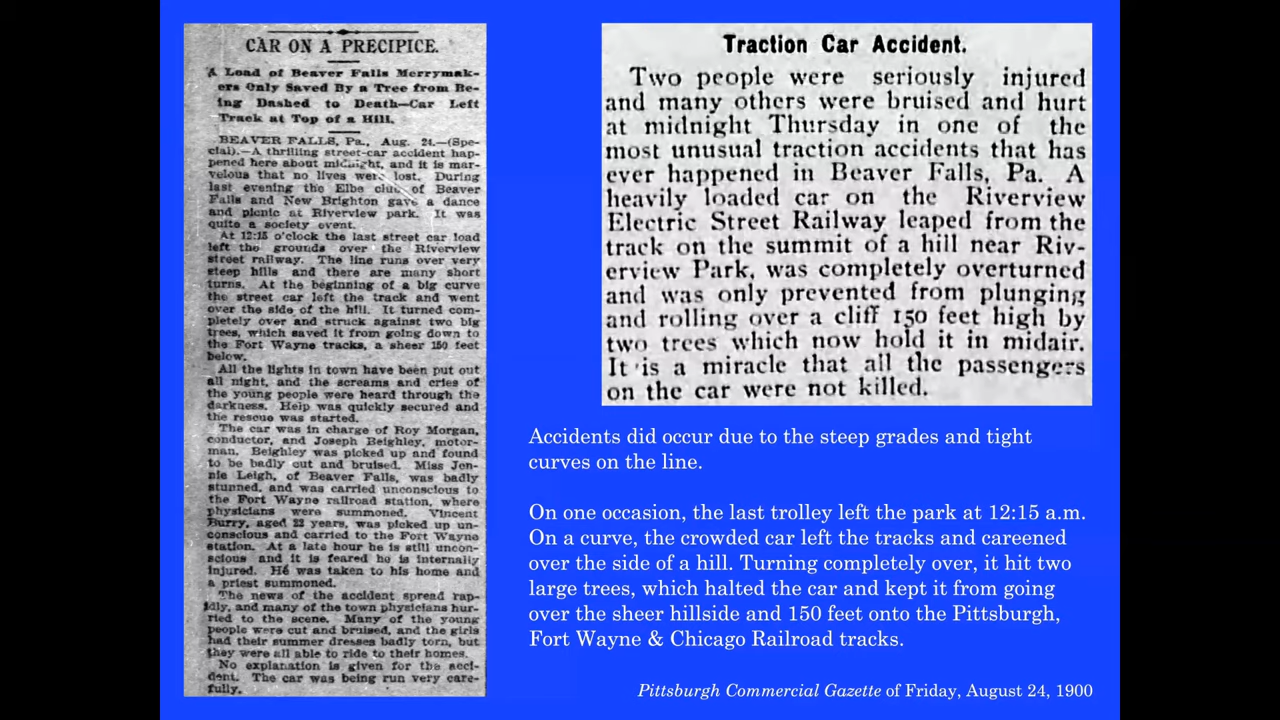 CAR ON A PRECIPICE.
A Load of Beaver Falls Merrymak-
ers Only Saved By a Tree from Be-
ing Dashed to Death—Car Left
Track at Top of a Hill.
BEAVER FALLS, Pa., Aug. 24.—(Spe-
cial).—A thrilling street-car accident hap-
pened here about midnight, and it is mar-
velous that no lives were lost. During
last evening the Elbe club of Beaver
Falls and New Brighton gave a dance
and picnic at Riverview park. It was
quite a society event.
At 12:15 o'clock the last street car load
left the grounds over the Riverview
street railway. The line runs over very
steep hills and there are many short
turns. At the beginning of a big curve
the street car left the track and went
over the side of the hill. It turned com-
pletely over and struck against two big
trees, which saved it from going down to
the Fort Wayne tracks, a sheer 150 feet
below.
All the lights in town have been put out
all night, and the screams and cries of
the young people were heard through the
darkness. Help was quickly secured and
the rescue was started.
The car was in charge of Roy Morgan,
conductor, and Joseph Beighley, motor-
man. Beighley was picked up and found
to be badly cut and bruised. Miss Jen-
nie Leigh, of Beaver Falls, was badly
stunned, and was carried unconscious to
the Fort Wayne railroad station, where
physicians were summoned. Vincent
Burry, aged 22 years, was picked up un-
conscious and carried to the Fort Wayne
station. At a late hour he is still uncon-
scious and it is feared he is internally
injured. He was taken to his home and
a priest summoned.
The news of the accident spread rap-
idly, and many of the town physicians hur-
ried to the scene. Many of the young
people were cut and bruised, and the girls
had their summer dresses badly torn, but
they were all able to ride to their homes.
No explanation is given for the acci-
dent. The car was being run very care-
fully.
Traction Car Accident.
Two people were seriously injured
and many others were bruised and hurt
at midnight Thursday in one of the
most unusual traction accidents that has
ever happened in Beaver Falls, Pa. A
heavily loaded car on the Riverview
Electric Street Railway leaped from the
track on the summit of a hill near Riv-
erview Park, was completely overturned
and was only prevented from plunging
and rolling over a cliff 150 feet high by
two trees which now hold it in midair.
It is a miracle that all the passengers
on the car were not killed.
Accidents did occur due to the steep grades and tight
curves on the line.
On one occasion, the last trolley left the park at 12:15 a.m.
On a curve, the crowded car left the tracks and careened
over the side of a hill. Turning completely over, it hit two
large trees, which halted the car and kept it from going
over the sheer hillside and 150 feet onto the Pittsburgh,
Fort Wayne & Chicago Railroad tracks.
Pittsburgh Commercial Gazette of Friday, August 24, 1900